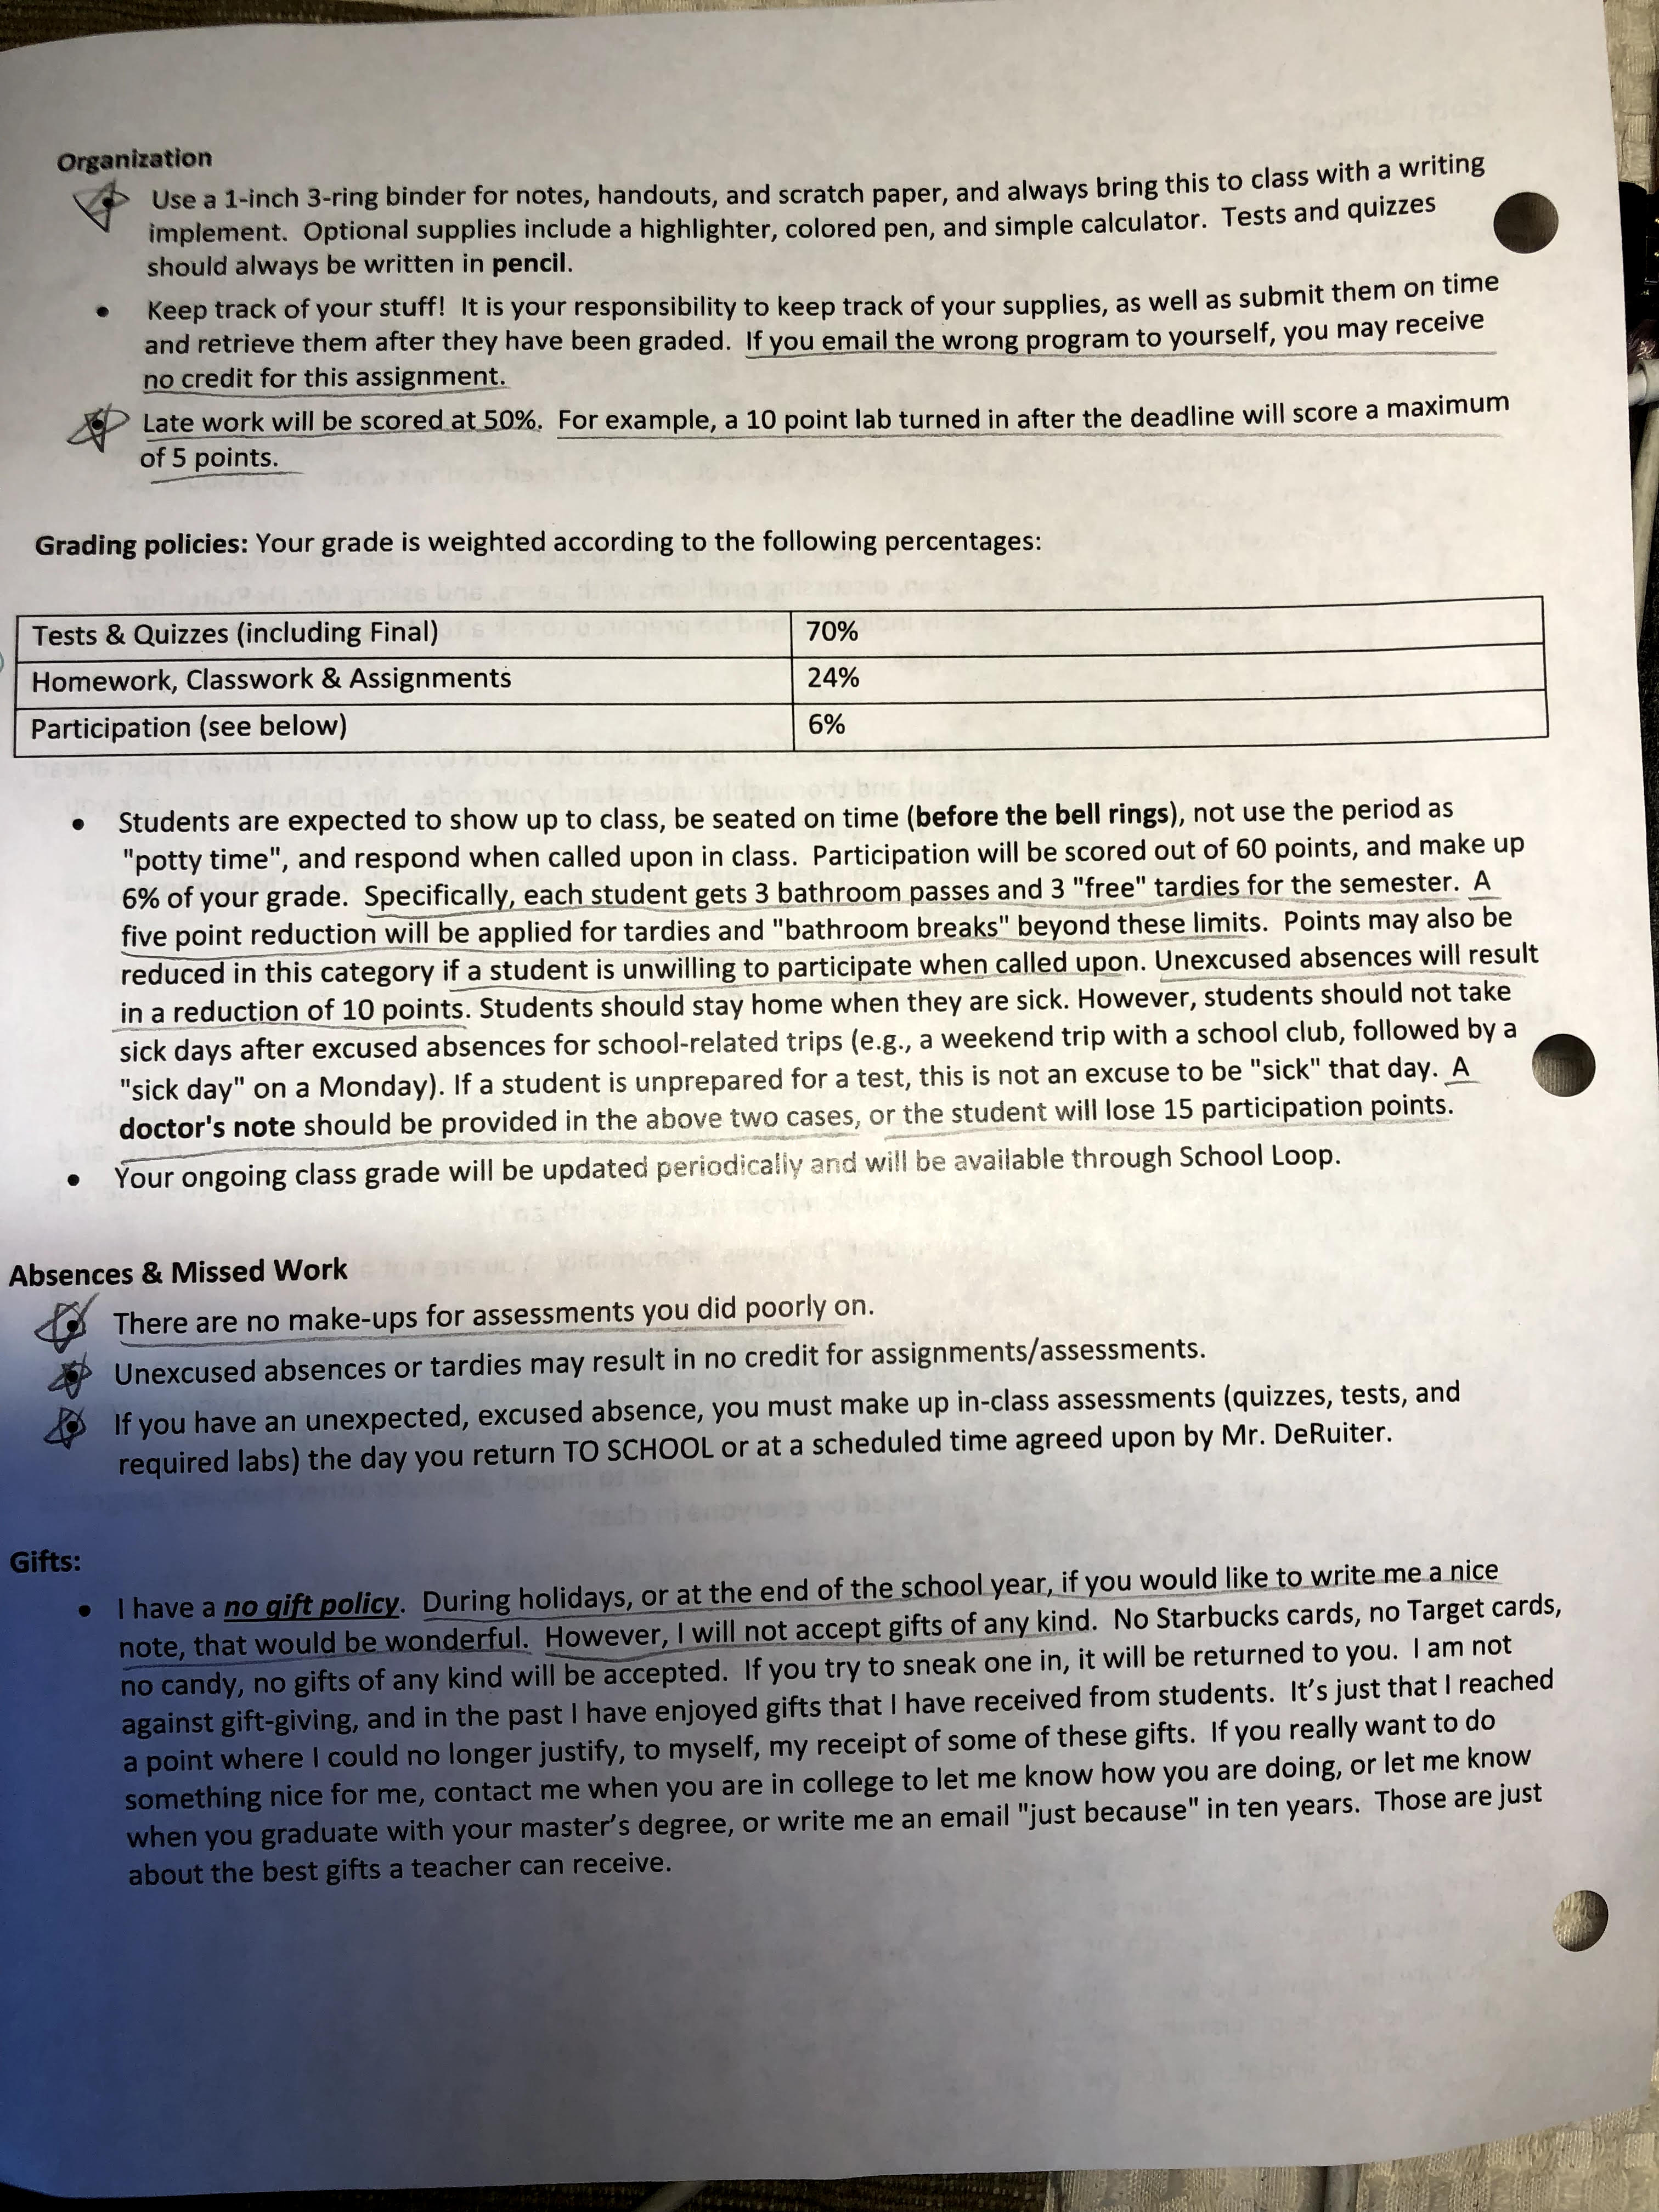 Organization
Use a 1-inch 3-ring binder for notes, handouts, and scratch paper, and always bring this to class with a writing
implement. Optional supplies include a highlighter, colored pen, and simple calculator. Tests and quizzes
should always be written in pencil.
• Keep track of your stuff! It is your responsibility to keep track of your supplies, as well as submit them on time
and retrieve them after they have been graded. If you email the wrong program to yourself, you may receive
no credit for this assignment.
Late work will be scored at 50%. For example, a 10 point lab turned in after the deadline will score a maximum
of 5 points.
Grading policies: Your grade is weighted according to the following percentages:
Tests & Quizzes (including Final) 70%
Homework, Classwork & Assignments 24%
Participation (see below) 6%
• Students are expected to show up to class, be seated on time (before the bell rings), not use the period as
"potty time", and respond when called upon in class. Participation will be scored out of 60 points, and make up
6% of your grade. Specifically, each student gets 3 bathroom passes and 3 "free" tardies for the semester. A
five point reduction will be applied for tardies and "bathroom breaks" beyond these limits. Points may also be
reduced in this category if a student is unwilling to participate when called upon. Unexcused absences will result
in a reduction of 10 points. Students should stay home when they are sick. However, students should not take
sick days after excused absences for school-related trips (e.g., a weekend trip with a school club, followed by a
"sick day" on a Monday). If a student is unprepared for a test, this is not an excuse to be "sick" that day. A
doctor's note should be provided in the above two cases, or the student will lose 15 participation points.
• Your ongoing class grade will be updated periodically and will be available through School Loop.
Absences & Missed Work
There are no make-ups for assessments you did poorly on.
Unexcused absences or tardies may result in no credit for assignments/assessments.
If you have an unexpected, excused absence, you must make up in-class assessments (quizzes, tests, and
required labs) the day you return TO SCHOOL or at a scheduled time agreed upon by Mr. DeRuiter.
Gifts:
• I have a no gift policy. During holidays, or at the end of the school year, if you would like to write me a nice
note, that would be wonderful. However, I will not accept gifts of any kind. No Starbucks cards, no Target cards,
no candy, no gifts of any kind will be accepted. If you try to sneak one in, it will be returned to you. I am not
against gift-giving, and in the past I have enjoyed gifts that I have received from students. It's just that I reached
a point where I could no longer justify, to myself, my receipt of some of these gifts. If you really want to do
something nice for me, contact me when you are in college to let me know how you are doing, or let me know
when you graduate with your master's degree, or write me an email "just because" in ten years. Those are just
about the best gifts a teacher can receive.